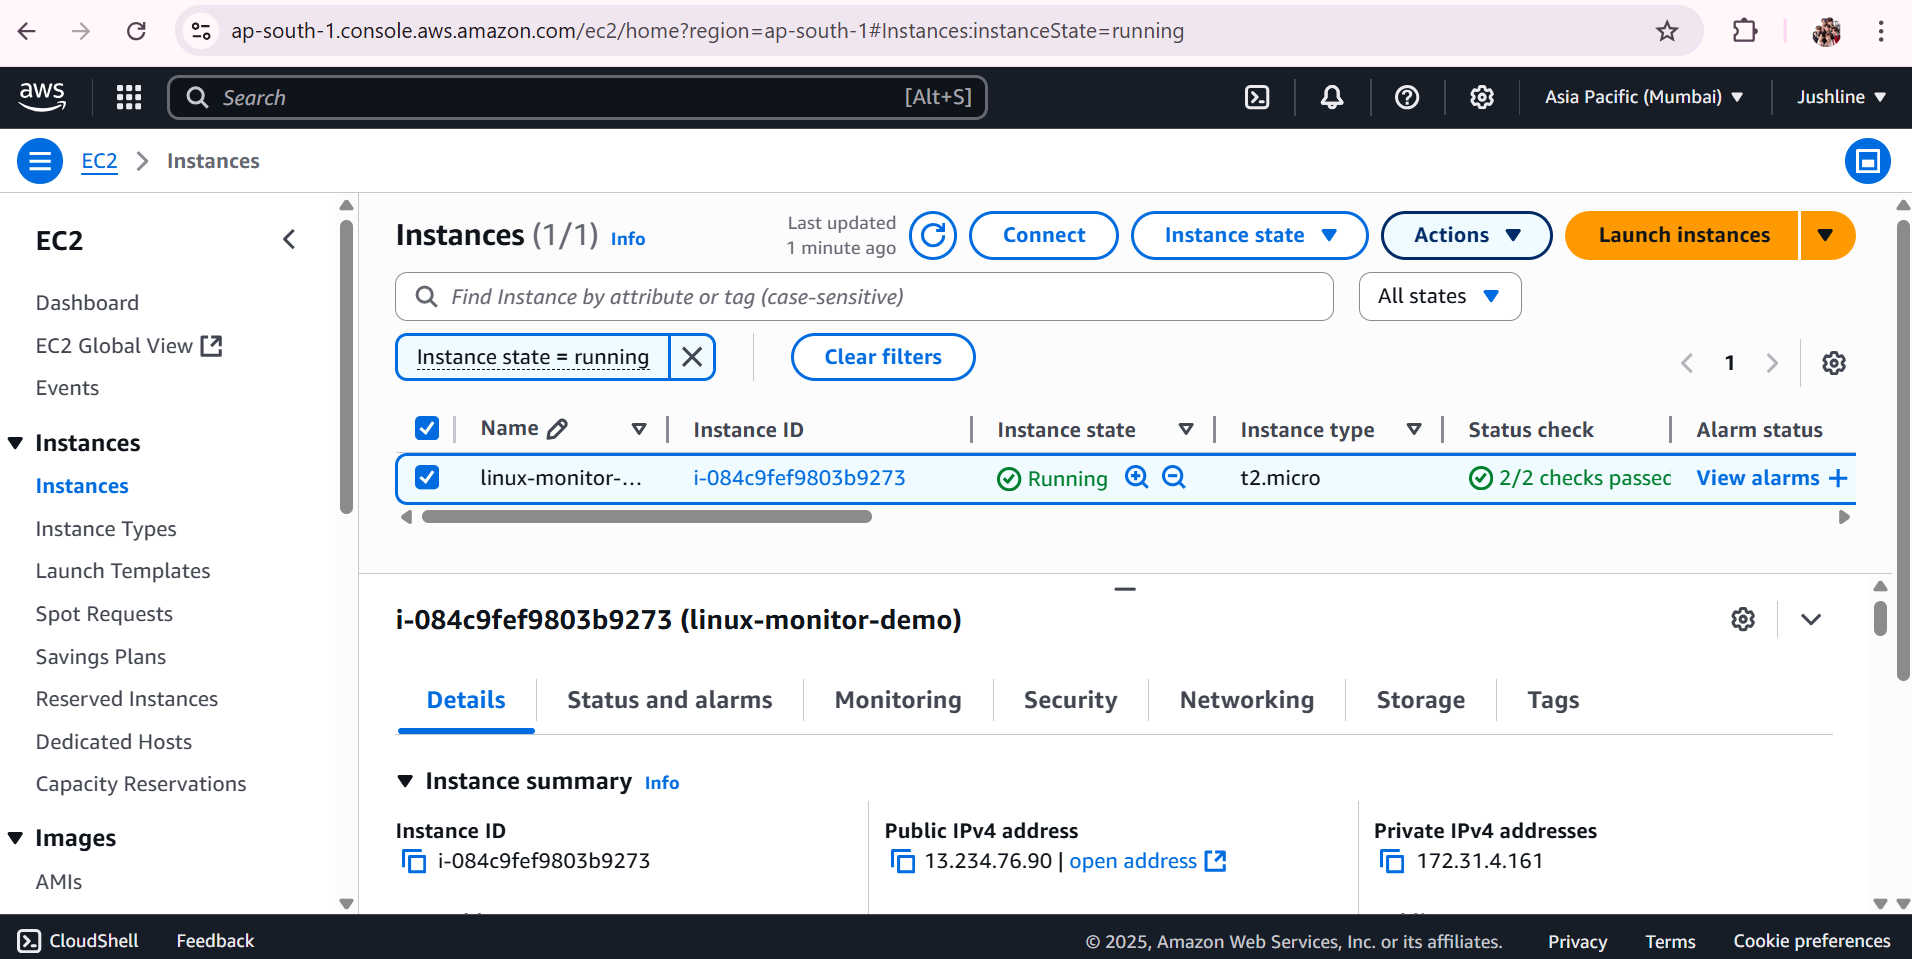 ap-south-1.console.aws.amazon.com/ec2/home?region=ap-south-1#Instances:instanceState=running
aws
Search
[Alt+S]
Asia Pacific (Mumbai)
Jushline
EC2
Instances
EC2
Dashboard
EC2 Global View
Events
Instances
Instances
Instance Types
Launch Templates
Spot Requests
Savings Plans
Reserved Instances
Dedicated Hosts
Capacity Reservations
Images
AMIs
Instances (1/1) Info
Last updated
1 minute ago
Connect
Instance state
Actions
Launch instances
Find Instance by attribute or tag (case-sensitive)
All states
Instance state = running
Clear filters
1
Name
Instance ID
Instance state
Instance type
Status check
Alarm status
linux-monitor-...
i-084c9fef9803b9273
Running
t2.micro
2/2 checks passec
View alarms +
i-084c9fef9803b9273 (linux-monitor-demo)
Details
Status and alarms
Monitoring
Security
Networking
Storage
Tags
Instance summary Info
Instance ID
i-084c9fef9803b9273
Public IPv4 address
13.234.76.90 | open address
Private IPv4 addresses
172.31.4.161
CloudShell
Feedback
© 2025, Amazon Web Services, Inc. or its affiliates.
Privacy
Terms
Cookie preferences